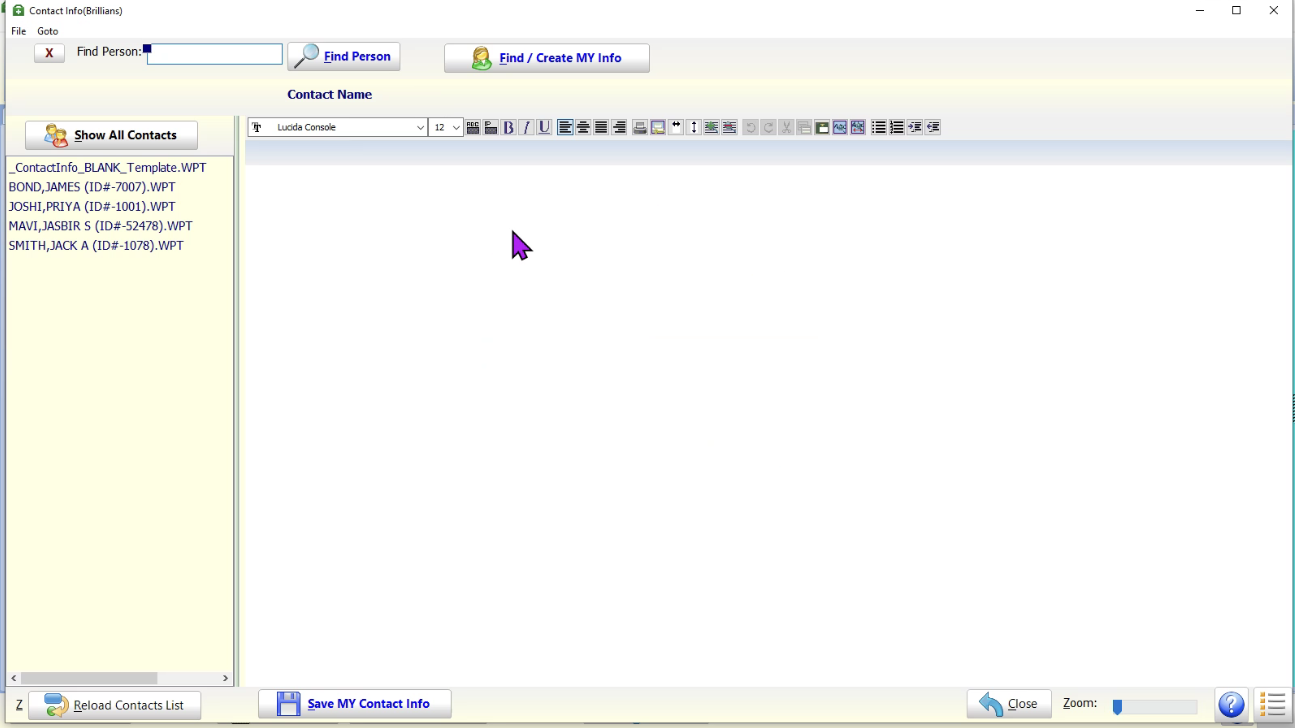 Contact Info(Brillians)
File Goto
X Find Person: Find Person Find / Create MY Info
Contact Name
Show All Contacts
Lucida Console 12 B I U
_ContactInfo_BLANK_Template.WPT
BOND,JAMES (ID#-7007).WPT
JOSHI,PRIYA (ID#-1001).WPT
MAVI,JASBIR S (ID#-52478).WPT
SMITH,JACK A (ID#-1078).WPT
Z Reload Contacts List Save MY Contact Info Close Zoom: ?